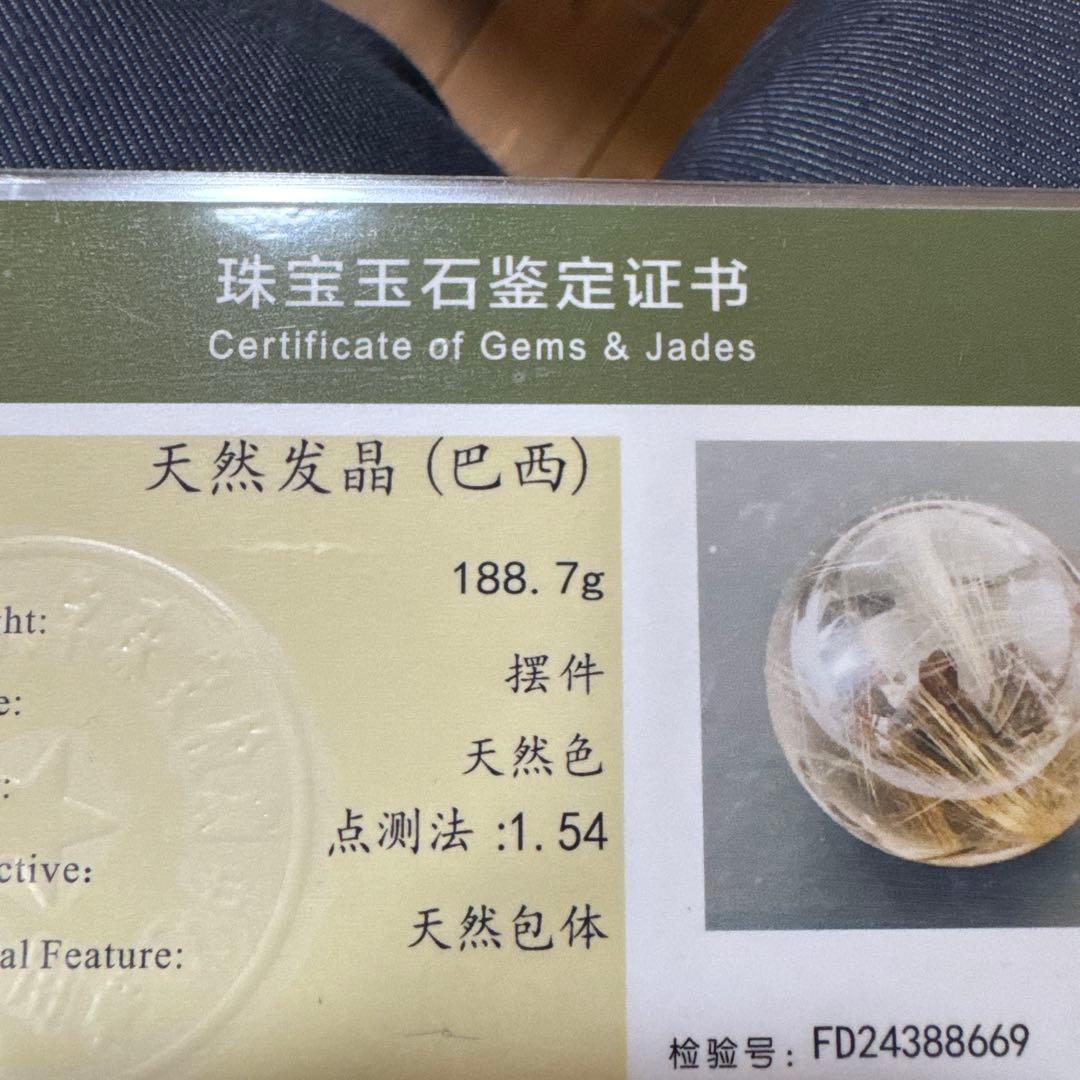 珠宝玉石鉴定证书
Certificate of Gems & Jades
天然发晶 (巴西)
ht: 188.7g
e: 摆件
: 天然色
ctive: 点测法:1.54
al Feature: 天然包体
检验号: FD24388669